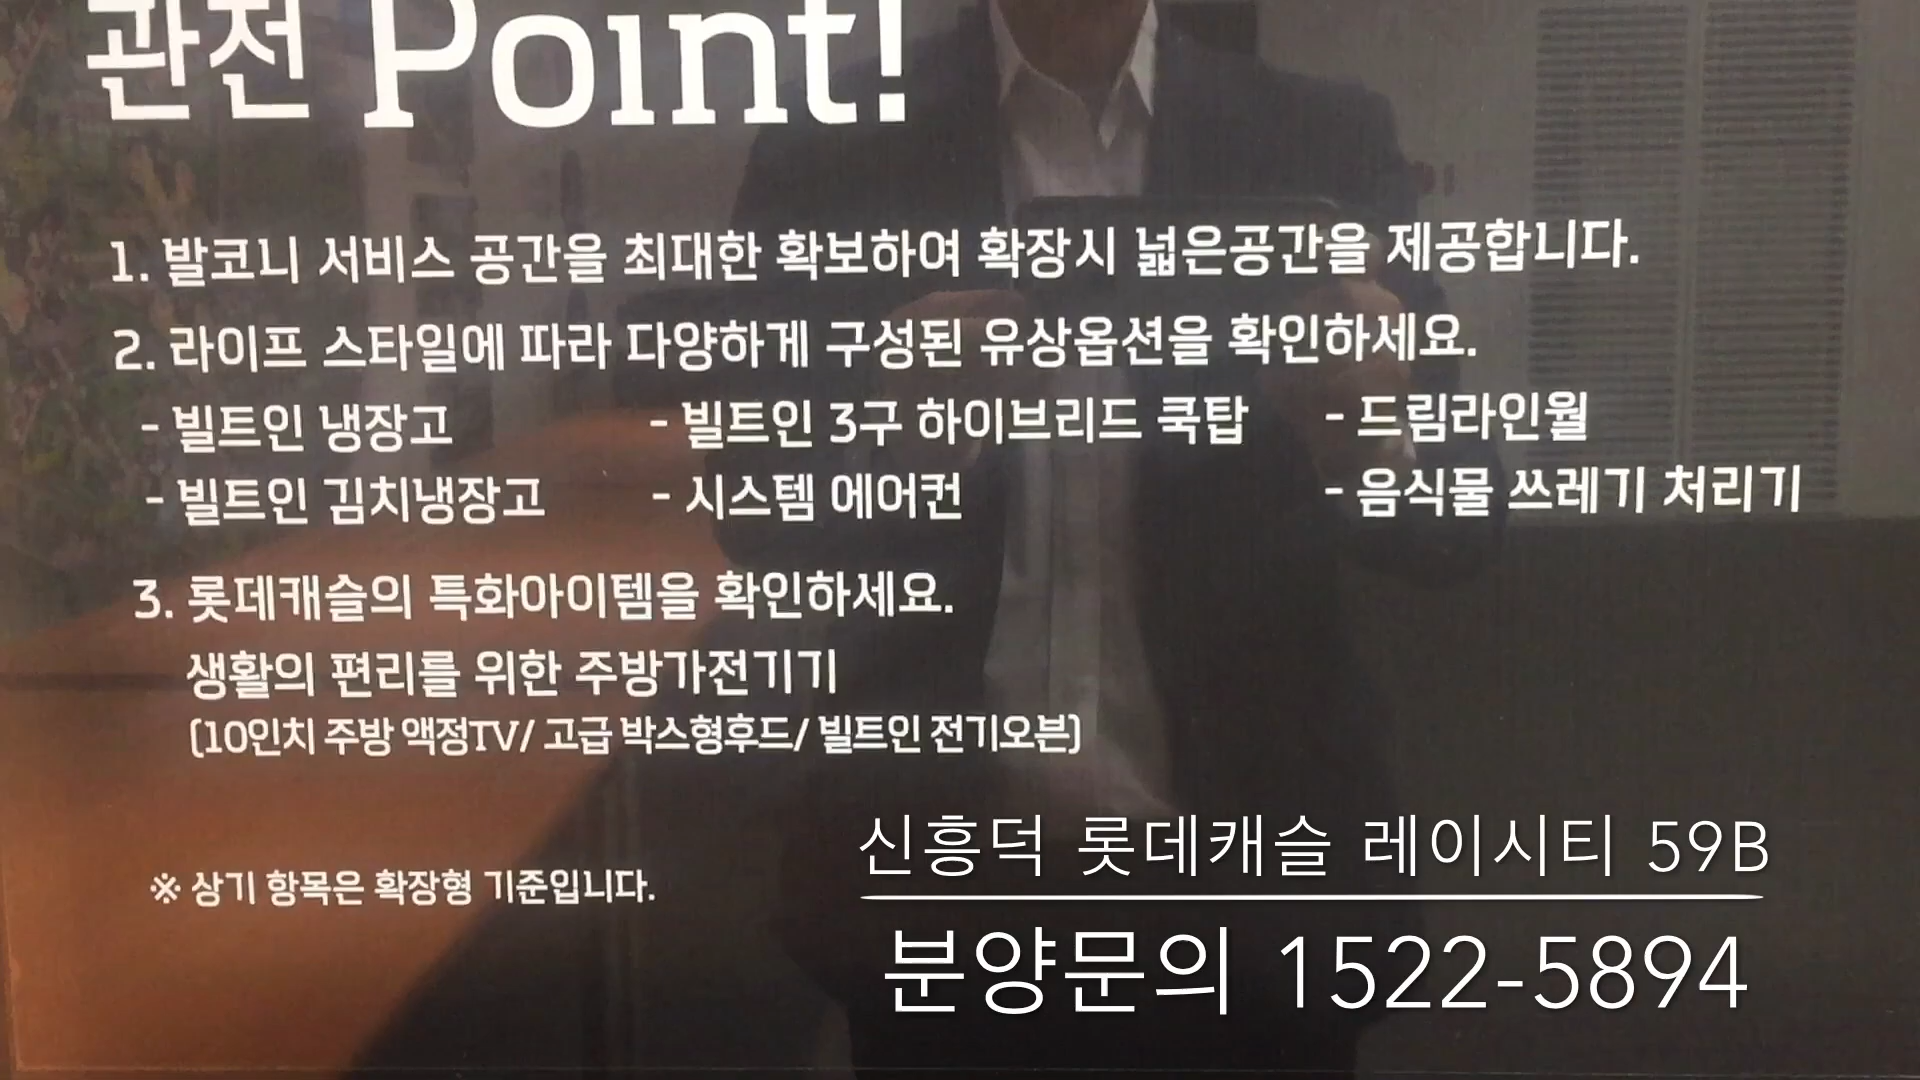 관전 Point!
1. 발코니 서비스 공간을 최대한 확보하여 확장시 넓은공간을 제공합니다.
2. 라이프 스타일에 따라 다양하게 구성된 유상옵션을 확인하세요.
- 빌트인 냉장고 - 빌트인 3구 하이브리드 쿡탑 - 드림라인월
- 빌트인 김치냉장고 - 시스템 에어컨 - 음식물 쓰레기 처리기
3. 롯데캐슬의 특화아이템을 확인하세요.
생활의 편리를 위한 주방가전기기
(10인치 주방 액정TV/ 고급 박스형후드/ 빌트인 전기오븐)
※ 상기 항목은 확장형 기준입니다.
신흥덕 롯데캐슬 레이시티 59B
분양문의 1522-5894